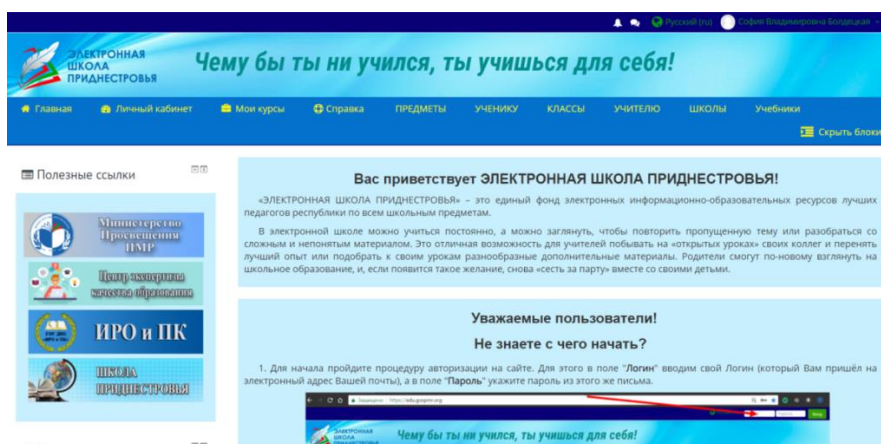 Русский (ru) София Владимировна Болдецкая
ЭЛЕКТРОННАЯ
ШКОЛА
ПРИДНЕСТРОВЬЯ
Чему бы ты ни учился, ты учишься для себя!
Главная Личный кабинет Мои курсы Справка ПРЕДМЕТЫ УЧЕНИКУ КЛАССЫ УЧИТЕЛЮ ШКОЛЫ Учебники
Скрыть блоки
Полезные ссылки
Министерство
Просвещения
ПМР
Центр экспертизы
качества образования
ИРО и ПК
ШКОЛА
ПРИДНЕСТРОВЬЯ
Вас приветствует ЭЛЕКТРОННАЯ ШКОЛА ПРИДНЕСТРОВЬЯ!
«ЭЛЕКТРОННАЯ ШКОЛА ПРИДНЕСТРОВЬЯ» – это единый фонд электронных информационно-образовательных ресурсов лучших
педагогов республики по всем школьным предметам.
В электронной школе можно учиться постоянно, а можно заглянуть, чтобы повторить пропущенную тему или разобраться со
сложным и непонятым материалом. Это отличная возможность для учителей побывать на «открытых уроках» своих коллег и перенять
лучший опыт или подобрать к своим урокам разнообразные дополнительные материалы. Родители смогут по-новому взглянуть на
школьное образование, и, если появится такое желание, снова «сесть за парту» вместе со своими детьми.
Уважаемые пользователи!
Не знаете с чего начать?
1. Для начала пройдите процедуру авторизации на сайте. Для этого в поле "Логин" вводим свой Логин (который Вам пришёл на
электронный адрес Вашей почты), а в поле "Пароль" укажите пароль из этого же письма.
ЭЛЕКТРОННАЯ
ШКОЛА
ПРИДНЕСТРОВЬЯ
Чему бы ты ни учился, ты учишься для себя!